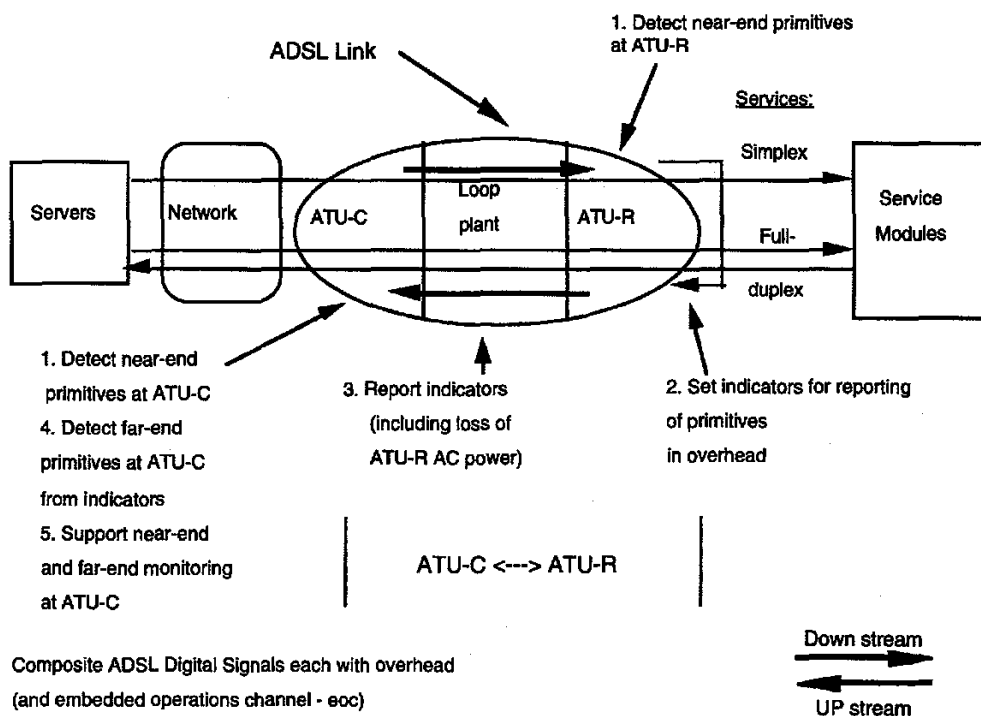 1. Detect near-end primitives
at ATU-R
ADSL Link
Services:
Simplex
Servers
Network
ATU-C
Loop
plant
ATU-R
Service
Modules
Full-
duplex
1. Detect near-end
primitives at ATU-C
4. Detect far-end
primitives at ATU-C
from indicators
5. Support near-end
and far-end monitoring
at ATU-C
3. Report indicators
(including loss of
ATU-R AC power)
2. Set indicators for reporting
of primitives
in overhead
ATU-C <---> ATU-R
Composite ADSL Digital Signals each with overhead
(and embedded operations channel - eoc)
Down stream
UP stream